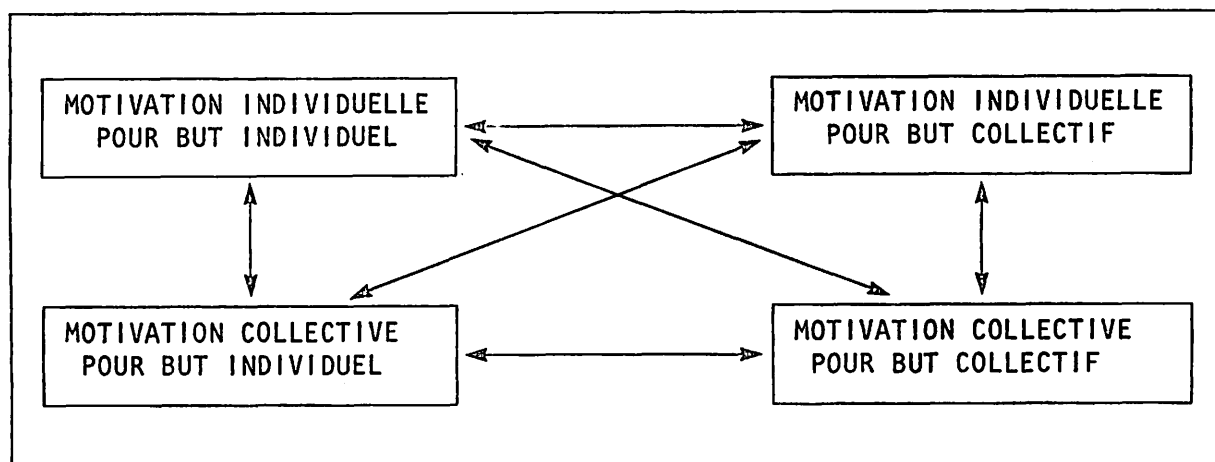 MOTIVATION INDIVIDUELLE
POUR BUT INDIVIDUEL
MOTIVATION INDIVIDUELLE
POUR BUT COLLECTIF
MOTIVATION COLLECTIVE
POUR BUT INDIVIDUEL
MOTIVATION COLLECTIVE
POUR BUT COLLECTIF